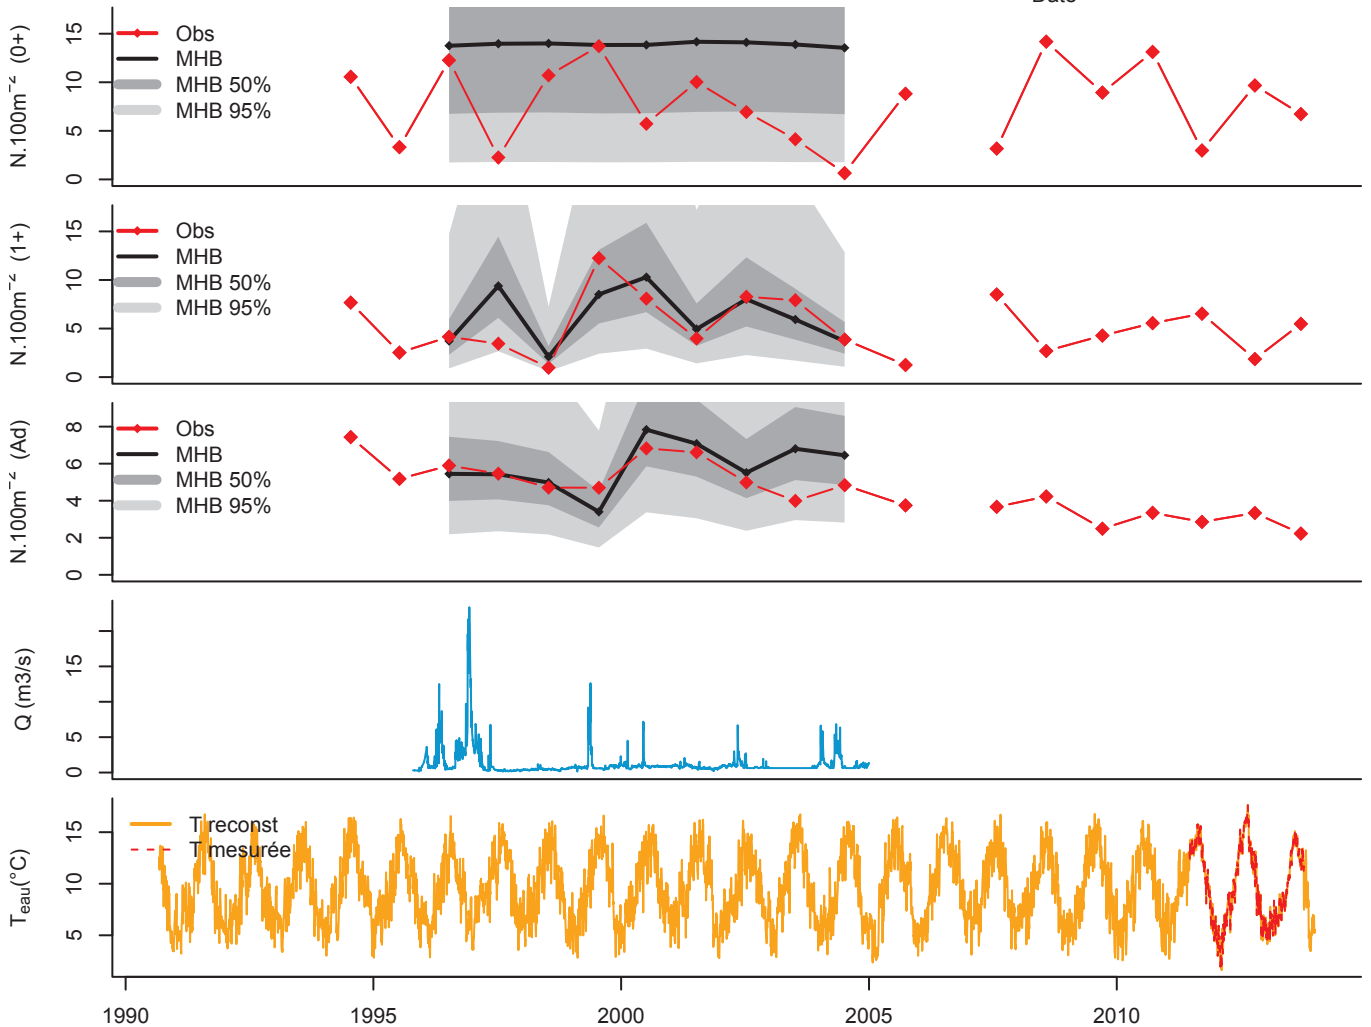 Date
N.100m⁻² (0+)
15
10
5
0
Obs
MHB
MHB 50%
MHB 95%
N.100m⁻² (1+)
15
10
5
0
Obs
MHB
MHB 50%
MHB 95%
N.100m⁻² (Ad)
8
6
4
2
0
Obs
MHB
MHB 50%
MHB 95%
Q (m3/s)
15
5
0
Teau(°C)
15
10
5
T reconst
T mesurée
1990 1995 2000 2005 2010